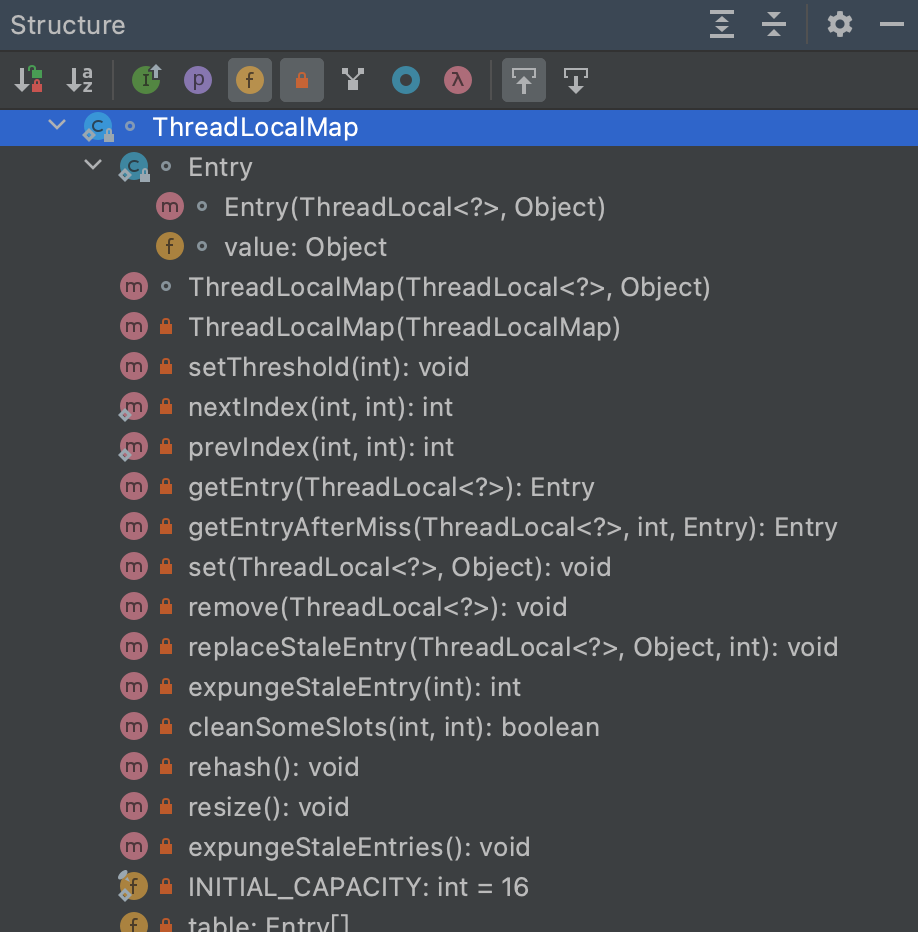 Structure
ThreadLocalMap
Entry
Entry(ThreadLocal<?>, Object)
value: Object
ThreadLocalMap(ThreadLocal<?>, Object)
ThreadLocalMap(ThreadLocalMap)
setThreshold(int): void
nextIndex(int, int): int
prevIndex(int, int): int
getEntry(ThreadLocal<?>): Entry
getEntryAfterMiss(ThreadLocal<?>, int, Entry): Entry
set(ThreadLocal<?>, Object): void
remove(ThreadLocal<?>): void
replaceStaleEntry(ThreadLocal<?>, Object, int): void
expungeStaleEntry(int): int
cleanSomeSlots(int, int): boolean
rehash(): void
resize(): void
expungeStaleEntries(): void
INITIAL_CAPACITY: int = 16
table: Entry[]